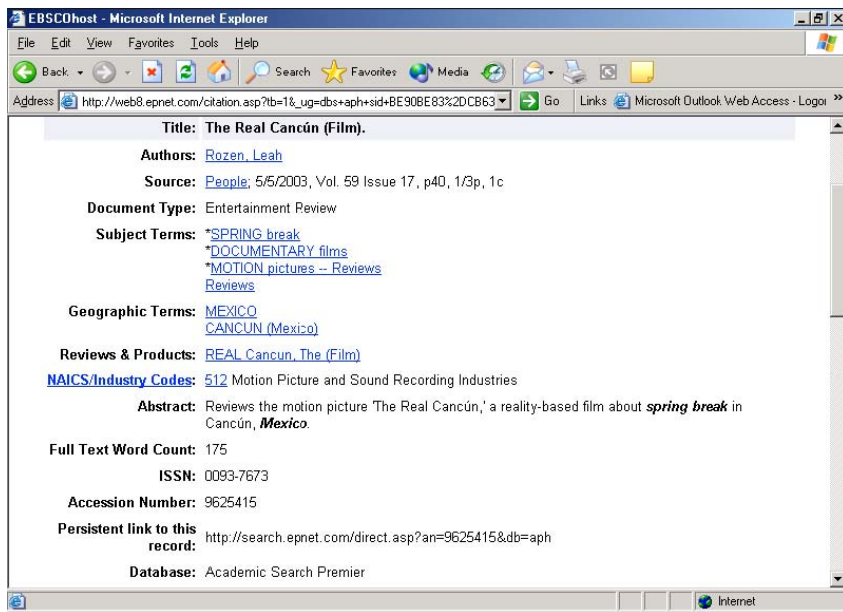 EBSCOhost - Microsoft Internet Explorer
File Edit View Favorites Tools Help
Back Search Favorites Media
Address http://web8.epnet.com/citation.asp?tb=1&_ug=dbs+aph+sid+BE90BE83%2DCB63 Go Links Microsoft Outlook Web Access - Logor »
Title: The Real Cancún (Film).
Authors: Rozen, Leah
Source: People; 5/5/2003, Vol. 59 Issue 17, p40, 1/3p, 1c
Document Type: Entertainment Review
Subject Terms: *SPRING break
*DOCUMENTARY films
*MOTION pictures -- Reviews
Reviews
Geographic Terms: MEXICO
CANCUN (Mexico)
Reviews & Products: REAL Cancun, The (Film)
NAICS/Industry Codes: 512 Motion Picture and Sound Recording Industries
Abstract: Reviews the motion picture 'The Real Cancún,' a reality-based film about spring break in
Cancún, Mexico.
Full Text Word Count: 175
ISSN: 0093-7673
Accession Number: 9625415
Persistent link to this
record: http://search.epnet.com/direct.asp?an=9625415&db=aph
Database: Academic Search Premier
Internet